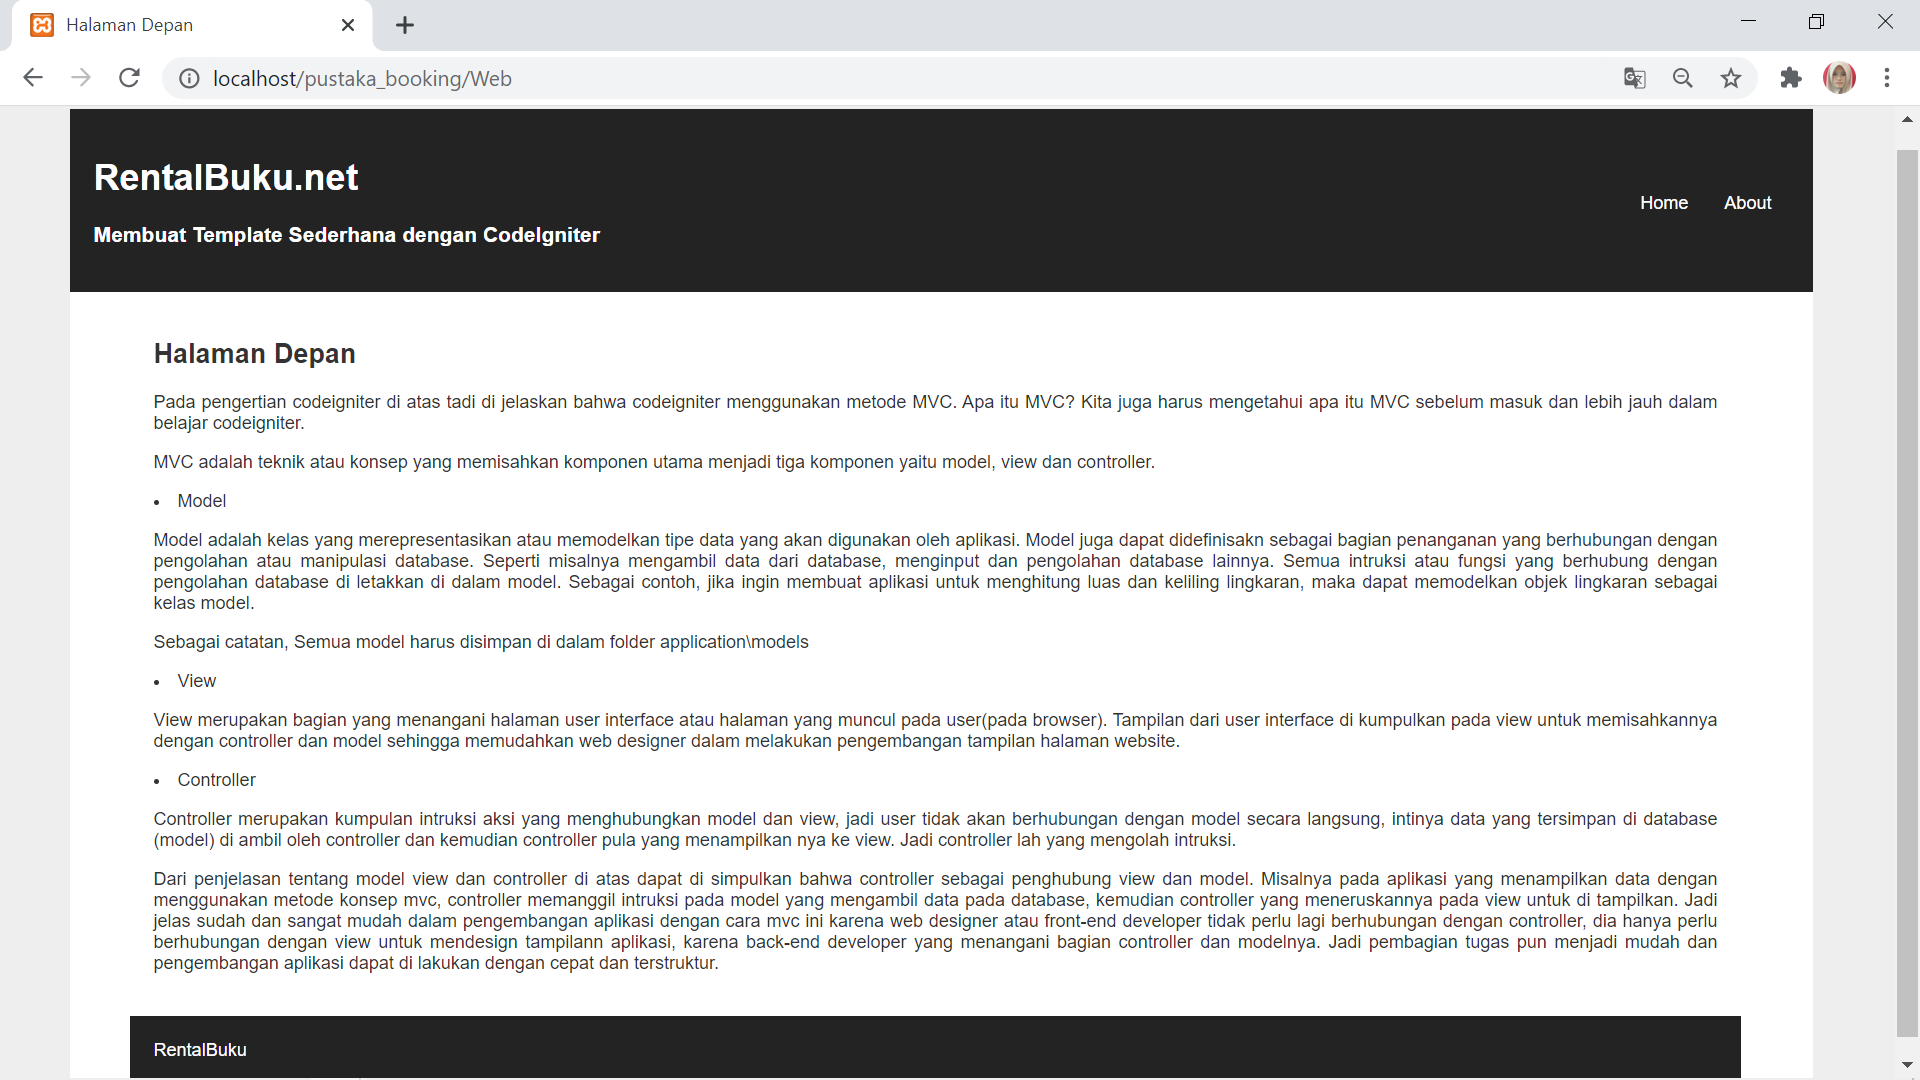 Halaman Depan
localhost/pustaka_booking/Web
RentalBuku.net
Home About
Membuat Template Sederhana dengan CodeIgniter
Halaman Depan
Pada pengertian codeigniter di atas tadi di jelaskan bahwa codeigniter menggunakan metode MVC. Apa itu MVC? Kita juga harus mengetahui apa itu MVC sebelum masuk dan lebih jauh dalam
belajar codeigniter.
MVC adalah teknik atau konsep yang memisahkan komponen utama menjadi tiga komponen yaitu model, view dan controller.
• Model
Model adalah kelas yang merepresentasikan atau memodelkan tipe data yang akan digunakan oleh aplikasi. Model juga dapat didefinisakn sebagai bagian penanganan yang berhubungan dengan
pengolahan atau manipulasi database. Seperti misalnya mengambil data dari database, menginput dan pengolahan database lainnya. Semua intruksi atau fungsi yang berhubung dengan
pengolahan database di letakkan di dalam model. Sebagai contoh, jika ingin membuat aplikasi untuk menghitung luas dan keliling lingkaran, maka dapat memodelkan objek lingkaran sebagai
kelas model.
Sebagai catatan, Semua model harus disimpan di dalam folder application\models
• View
View merupakan bagian yang menangani halaman user interface atau halaman yang muncul pada user(pada browser). Tampilan dari user interface di kumpulkan pada view untuk memisahkannya
dengan controller dan model sehingga memudahkan web designer dalam melakukan pengembangan tampilan halaman website.
• Controller
Controller merupakan kumpulan intruksi aksi yang menghubungkan model dan view, jadi user tidak akan berhubungan dengan model secara langsung, intinya data yang tersimpan di database
(model) di ambil oleh controller dan kemudian controller pula yang menampilkan nya ke view. Jadi controller lah yang mengolah intruksi.
Dari penjelasan tentang model view dan controller di atas dapat di simpulkan bahwa controller sebagai penghubung view dan model. Misalnya pada aplikasi yang menampilkan data dengan
menggunakan metode konsep mvc, controller memanggil intruksi pada model yang mengambil data pada database, kemudian controller yang meneruskannya pada view untuk di tampilkan. Jadi
jelas sudah dan sangat mudah dalam pengembangan aplikasi dengan cara mvc ini karena web designer atau front-end developer tidak perlu lagi berhubungan dengan controller, dia hanya perlu
berhubungan dengan view untuk mendesign tampilann aplikasi, karena back-end developer yang menangani bagian controller dan modelnya. Jadi pembagian tugas pun menjadi mudah dan
pengembangan aplikasi dapat di lakukan dengan cepat dan terstruktur.
RentalBuku